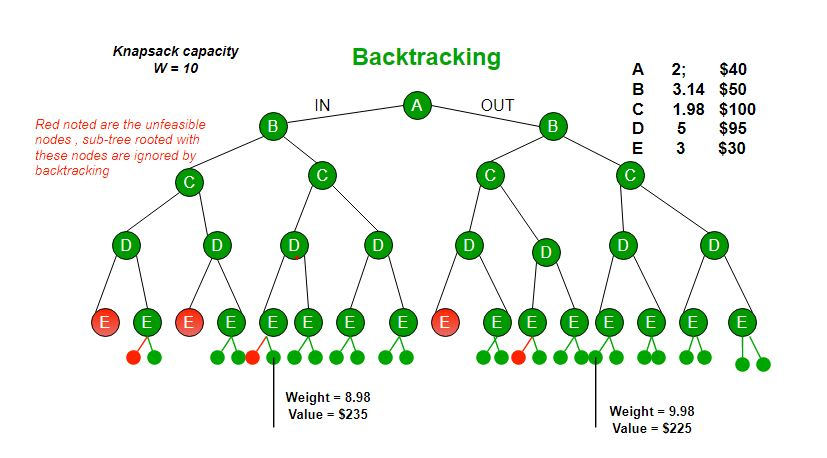 Backtracking
Knapsack capacity
W = 10
A 2; $40
B 3.14 $50
C 1.98 $100
D 5 $95
E 3 $30
Red noted are the unfeasible
nodes , sub-tree rooted with
these nodes are ignored by
backtracking
IN A OUT
B B
C C C C
D D D D D D D D
E E E E E E E E E E E E E E E E
Weight = 8.98
Value = $235
Weight = 9.98
Value = $225